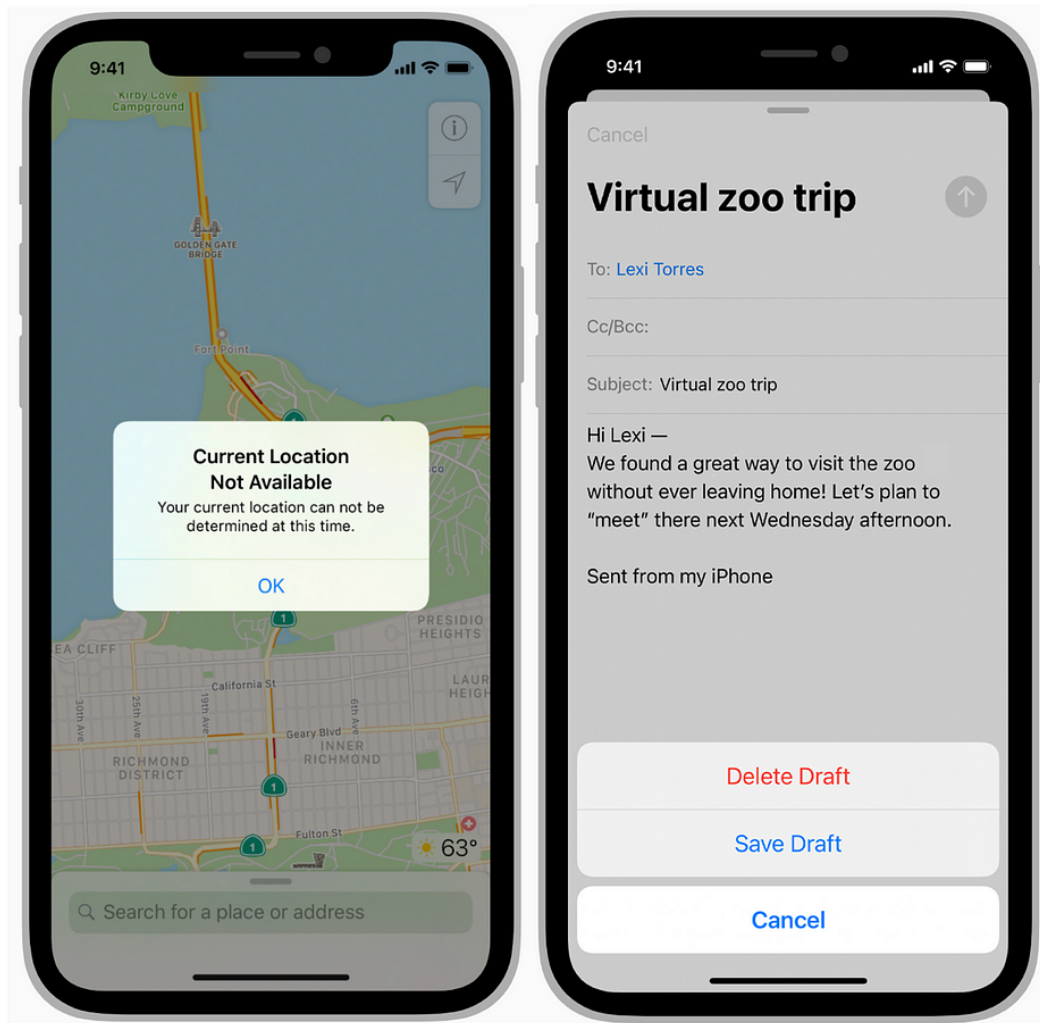 9:41
Kirby Cove
Campground
GOLDEN GATE
BRIDGE
Fort Point
Current Location
Not Available
Your current location can not be
determined at this time.
OK
1
PRESIDIO
HEIGHTS
SEA CLIFF
California St
30th Ave
25th Ave
19th Ave
6th Ave
Geary Blvd
INNER
RICHMOND
RICHMOND
DISTRICT
1
Fulton St
1
63°
Search for a place or address
9:41
Cancel
Virtual zoo trip
To: Lexi Torres
Cc/Bcc:
Subject: Virtual zoo trip
Hi Lexi —
We found a great way to visit the zoo
without ever leaving home! Let’s plan to
“meet” there next Wednesday afternoon.
Sent from my iPhone
Delete Draft
Save Draft
Cancel